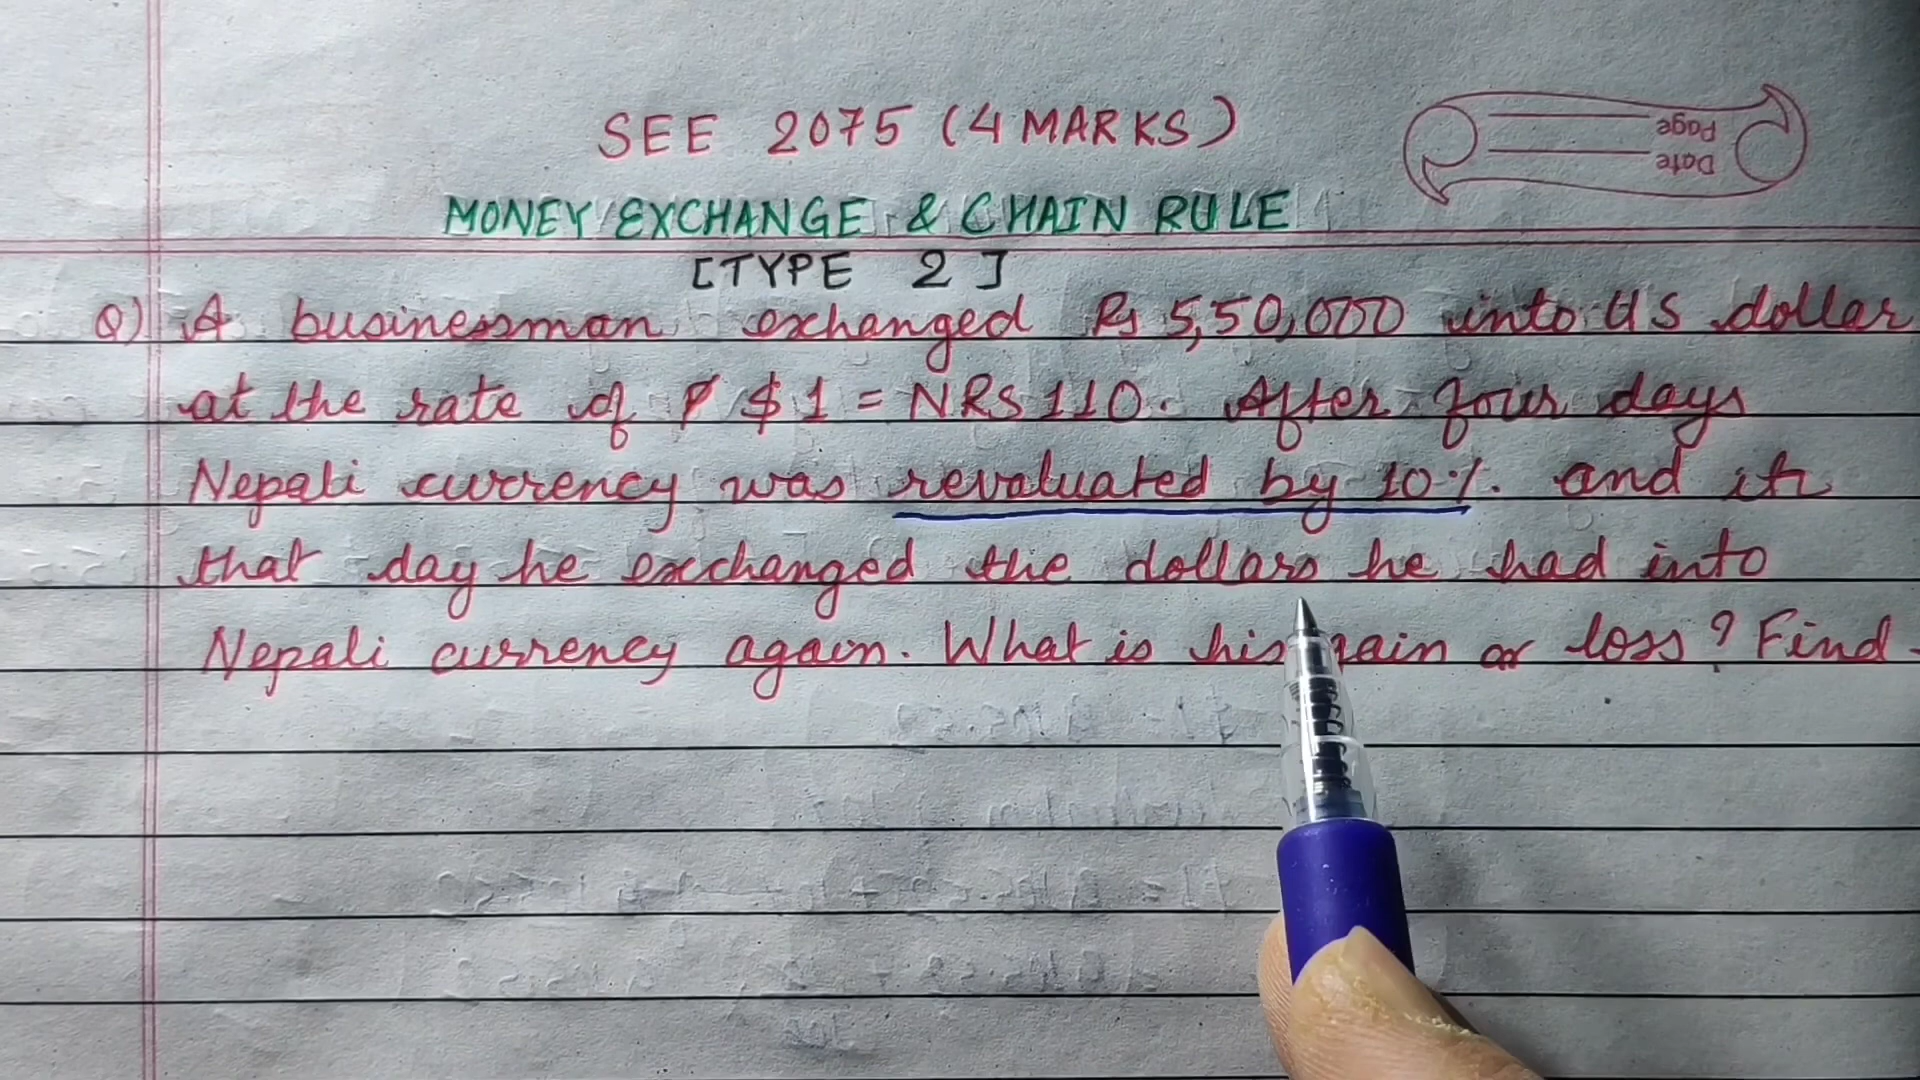 SEE 2075 (4 MARKS)
Page
Date
MONEY EXCHANGE & CHAIN RULE
[TYPE 2]
Q) A businessman exchanged Rs 5,50,000 into US dollar
at the rate of $1 = NRs 110. After four days
Nepali currency was revaluated by 10%. and it
that day he exchanged the dollars he had into
Nepali currency again. What is his gain or loss? Find